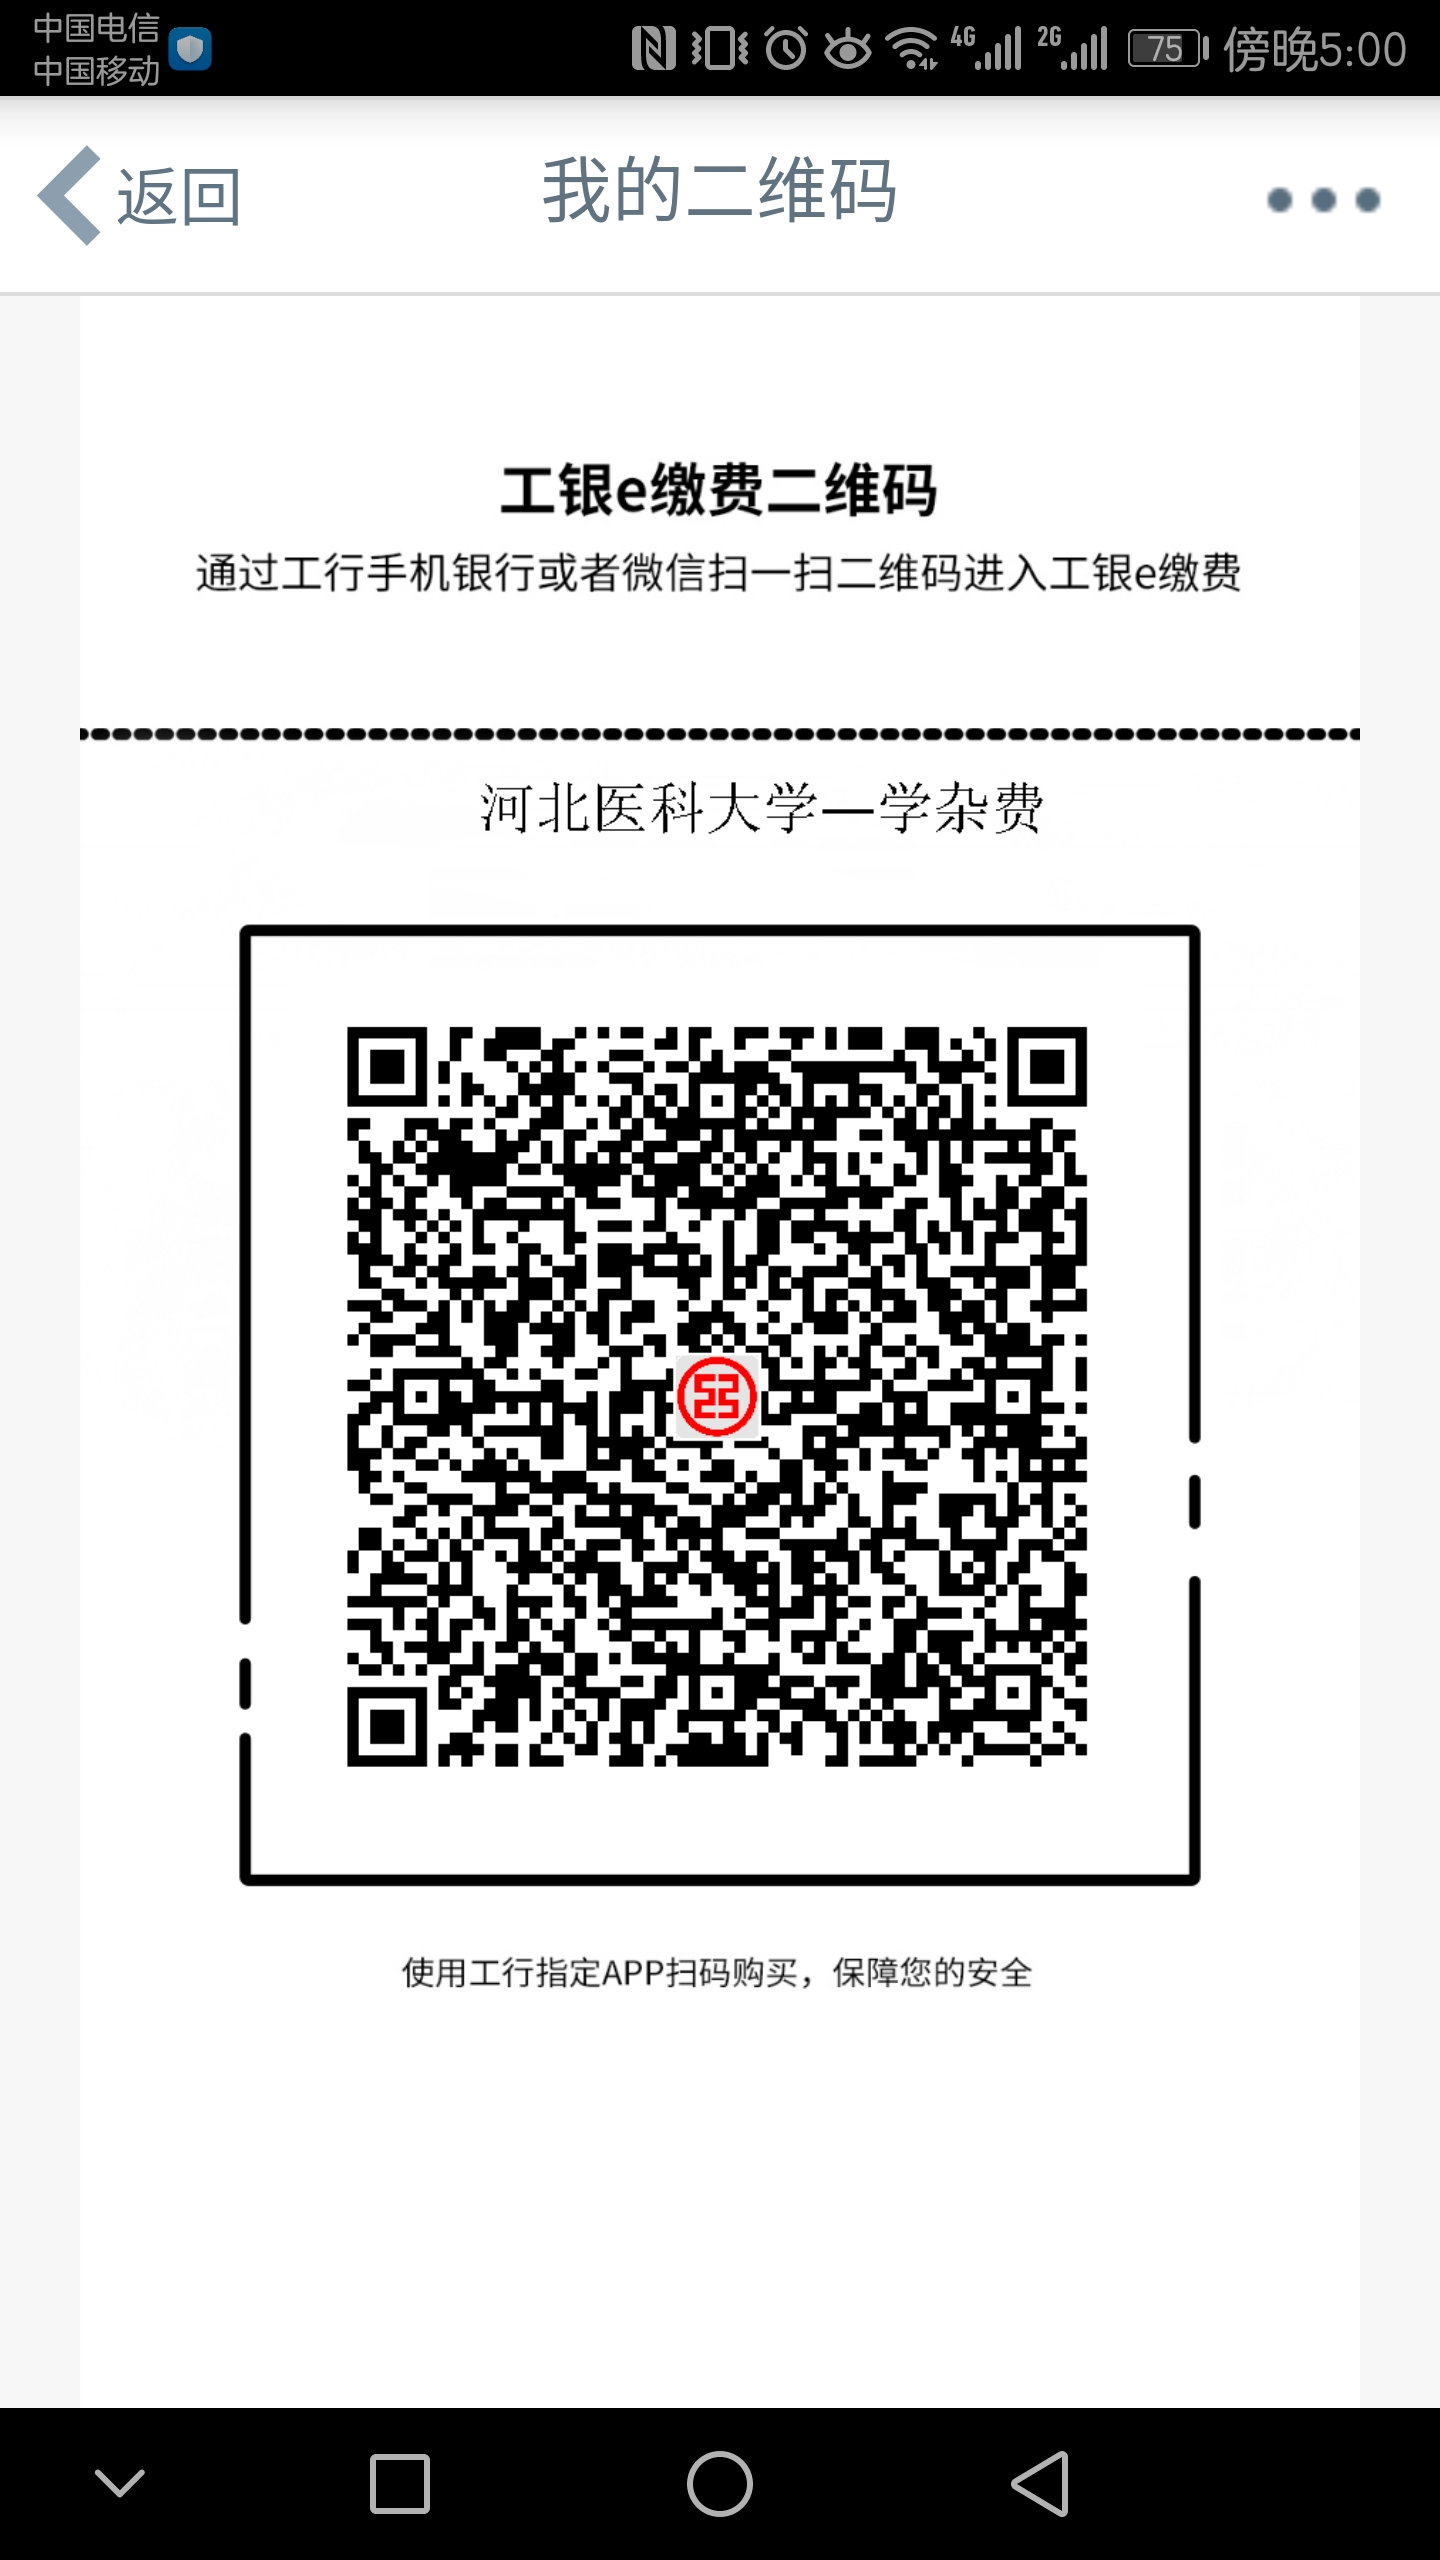 中国电信
中国移动
4G 2G 75 傍晚5:00
返回 我的二维码
工银e缴费二维码
通过工行手机银行或者微信扫一扫二维码进入工银e缴费
河北医科大学—学杂费
使用工行指定APP扫码购买，保障您的安全